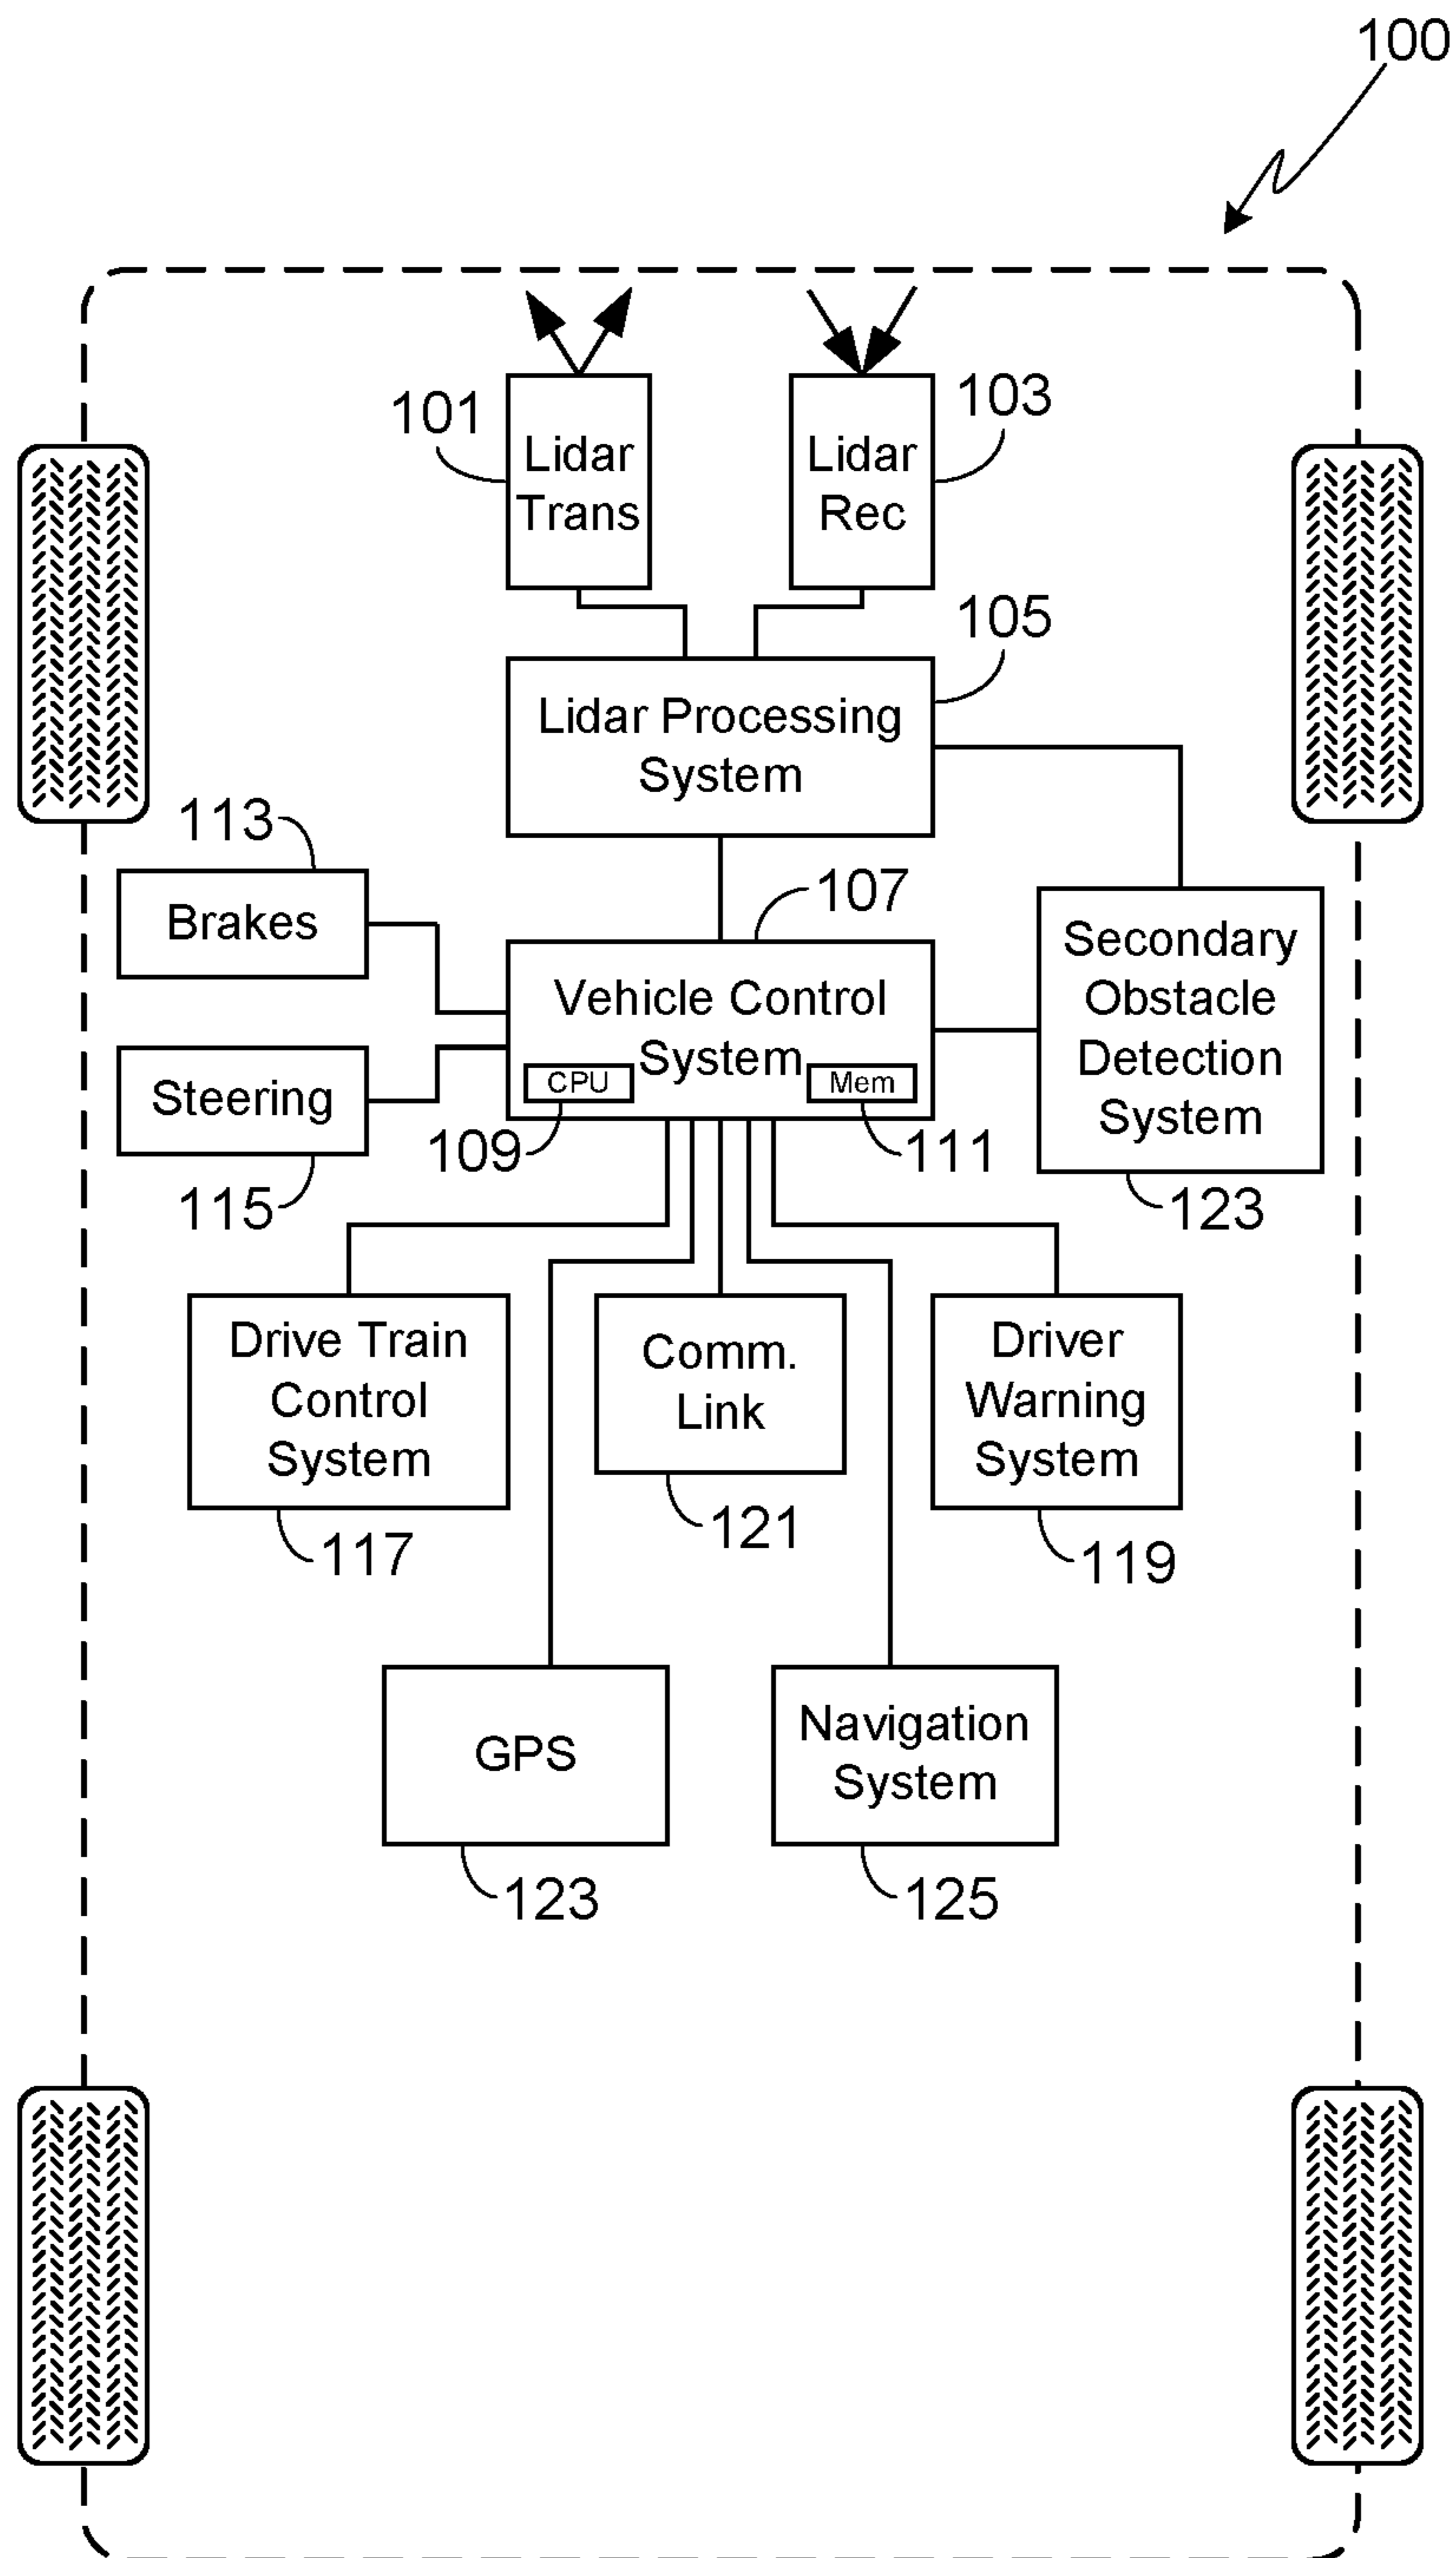 100
101
Lidar
Trans
Lidar
Rec
103
105
Lidar Processing
System
113
Brakes
107
Vehicle Control
System
CPU
Mem
109
111
Steering
115
Secondary
Obstacle
Detection
System
123
Drive Train
Control
System
117
Comm.
Link
121
Driver
Warning
System
119
GPS
123
Navigation
System
125